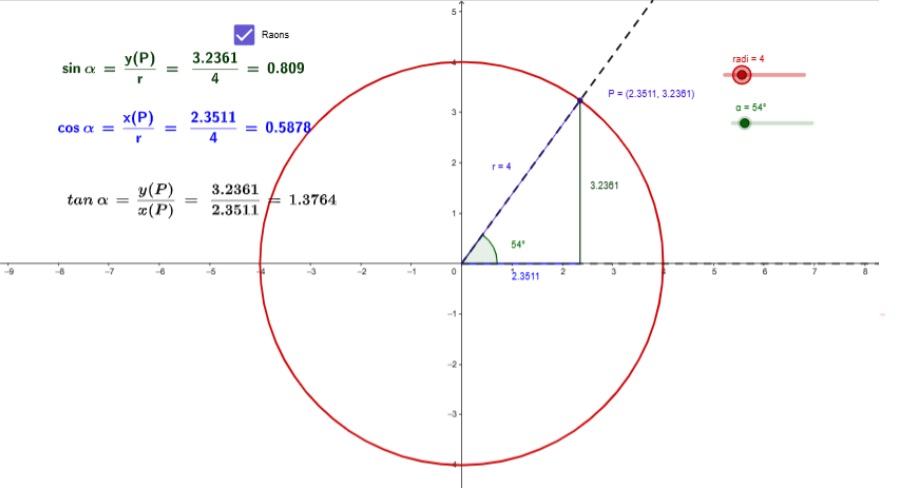 Raons
sin α = y(P)/r = 3.2361/4 = 0.809
cos α = x(P)/r = 2.3511/4 = 0.5878
tan α = y(P)/x(P) = 3.2361/2.3511 = 1.3764
radi = 4
α = 54°
P = (2.3511, 3.2361)
r = 4
3.2361
54°
2.3511
5
4
3
2
1
-9 -8 -7 -6 -5 -4 -3 -2 -1 0 1 2 3 4 5 6 7 8
-1
-2
-3
-4